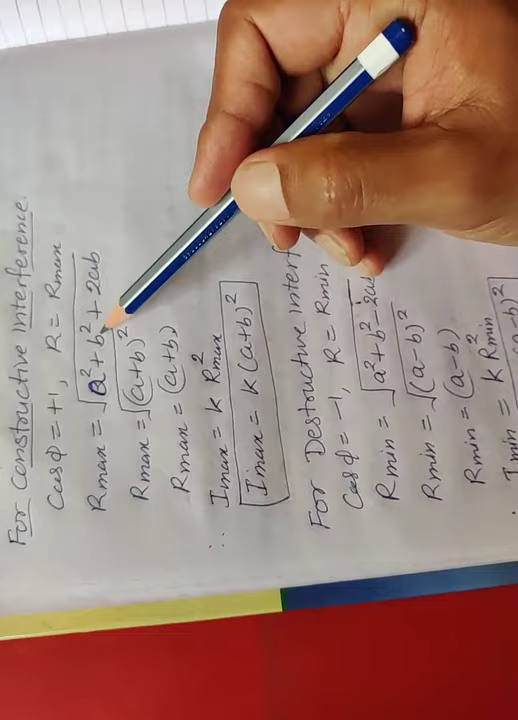 For Constructive Interference.
Cosφ = +1, R = Rmax
Rmax = √a²+b²+2ab
Rmax = √(a+b)²
Rmax = (a+b)
∴ Imax = K R²max
Imax = K (a+b)²
For Destructive Interf
Cosφ = -1, R = Rmin
Rmin = √a²+b²-2ab
Rmin = √(a-b)²
Rmin = (a-b)
∴ Imin = K R²min
(a-b)²